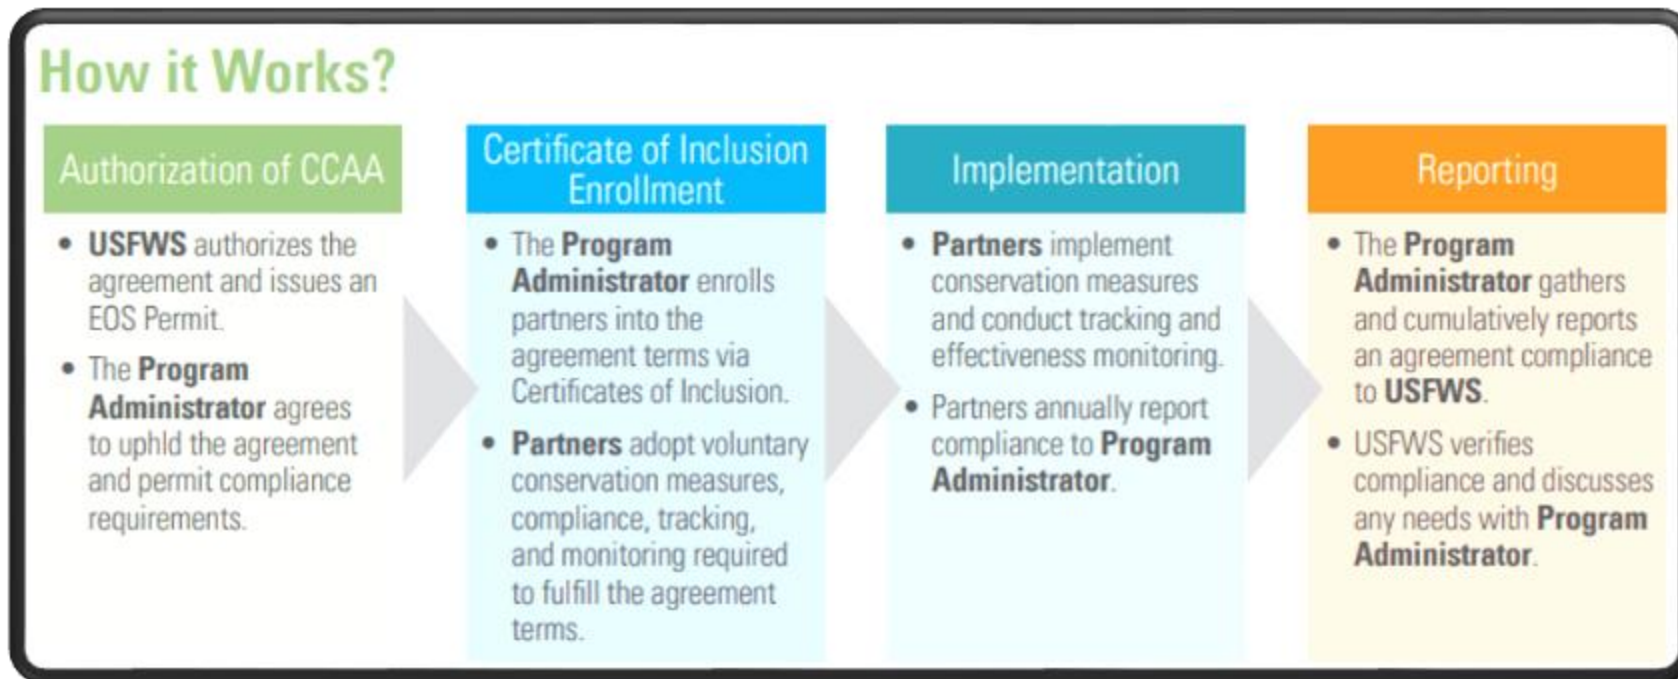 How it Works?
Authorization of CCAA
• USFWS authorizes the
agreement and issues an
EOS Permit.
• The Program
Administrator agrees
to uphld the agreement
and permit compliance
requirements.
Certificate of Inclusion
Enrollment
• The Program
Administrator enrolls
partners into the
agreement terms via
Certificates of Inclusion.
• Partners adopt voluntary
conservation measures,
compliance, tracking,
and monitoring required
to fulfill the agreement
terms.
Implementation
• Partners implement
conservation measures
and conduct tracking and
effectiveness monitoring.
• Partners annually report
compliance to Program
Administrator.
Reporting
• The Program
Administrator gathers
and cumulatively reports
an agreement compliance
to USFWS.
• USFWS verifies
compliance and discusses
any needs with Program
Administrator.